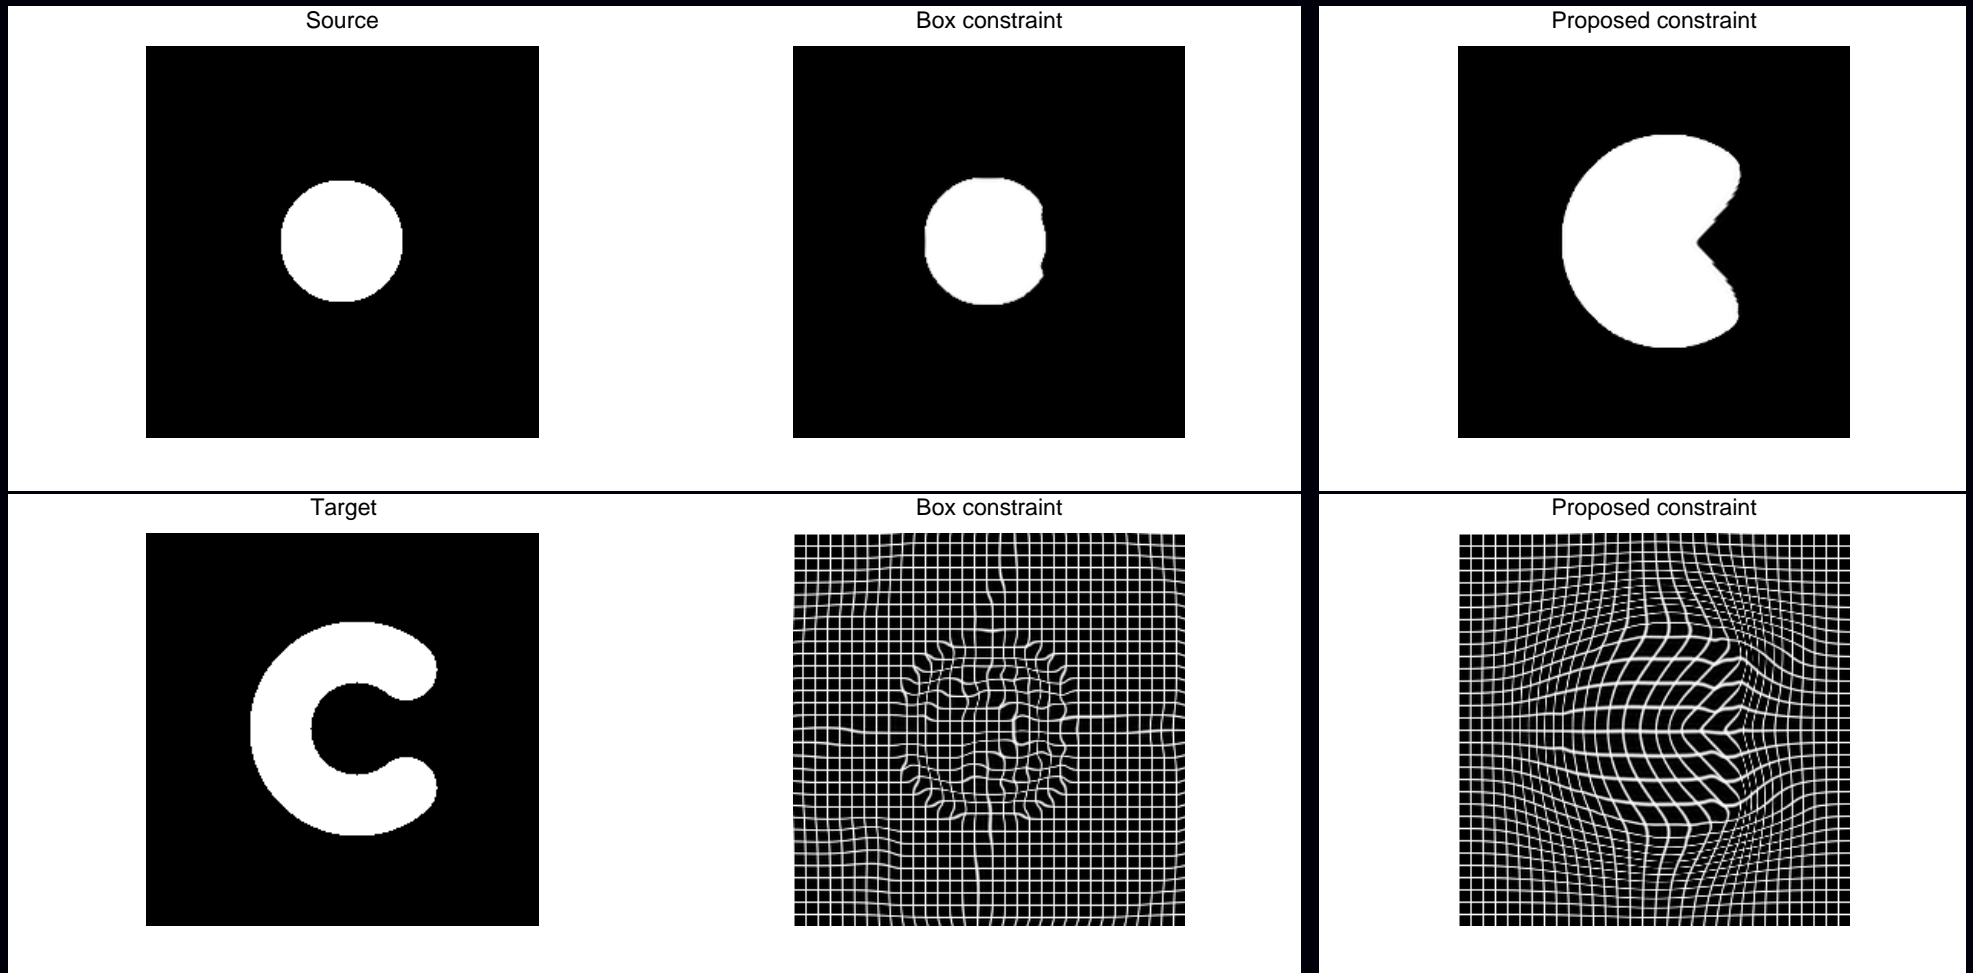 Source
Box constraint
Proposed constraint
Target
Box constraint
Proposed constraint